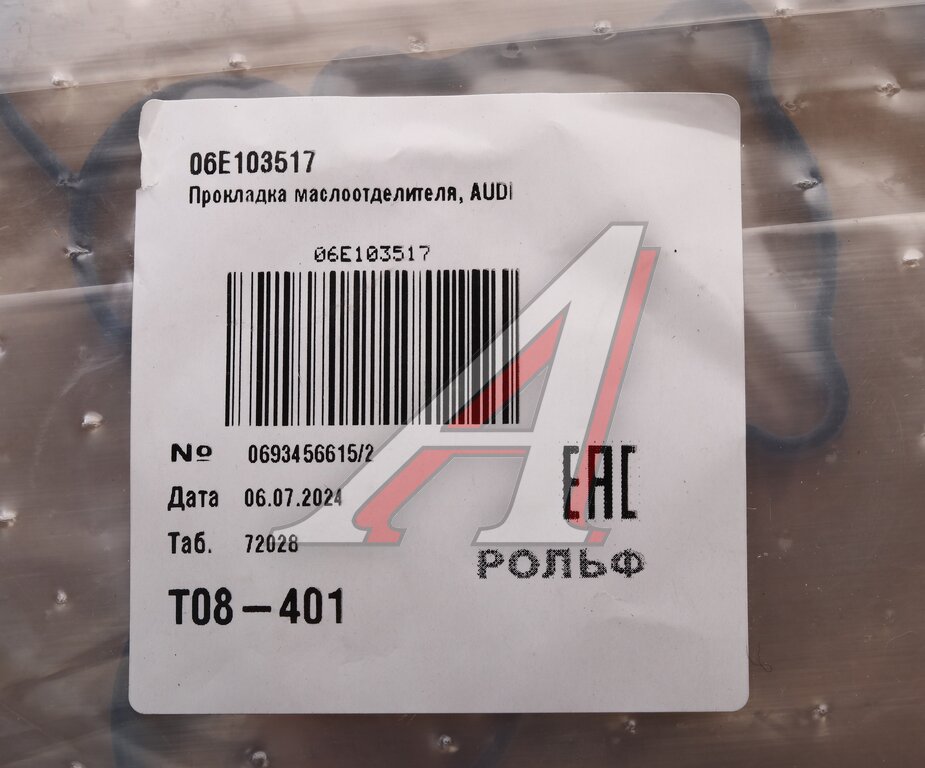 06E103517
Прокладка маслоотделителя, AUDI
06E103517
№ 0693456615/2
Дата 06.07.2024
Таб. 72028
EAC
РОЛЬФ
T08-401